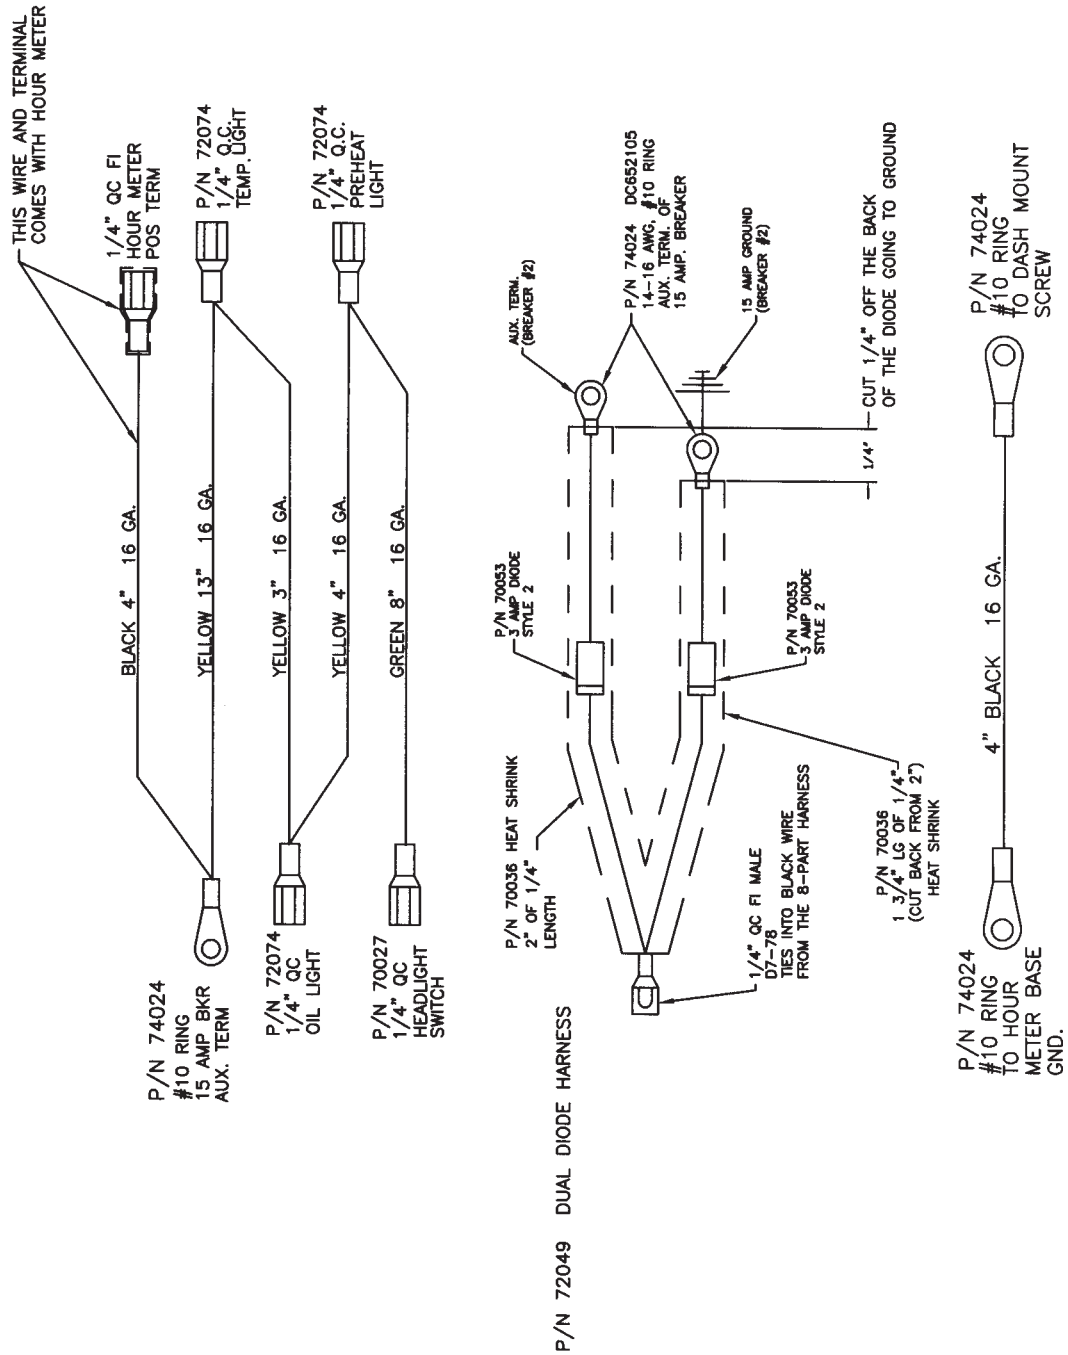 THIS WIRE AND TERMINAL
COMES WITH HOUR METER
1/4" QC FI
HOUR METER
POS TERM
BLACK 4" 16 GA.
P/N 72074
1/4" Q.C.
TEMP. LIGHT
YELLOW 13" 16 GA.
P/N 74024
#10 RING
15 AMP BKR
AUX. TERM
YELLOW 3" 16 GA.
P/N 72074
1/4" QC
OIL LIGHT
P/N 72074
1/4" Q.C.
PREHEAT
LIGHT
YELLOW 4" 16 GA.
GREEN 8" 16 GA.
P/N 70027
1/4" QC
HEADLIGHT
SWITCH
P/N 72049 DUAL DIODE HARNESS
P/N 70036 HEAT SHRINK
2" OF 1/4"
LENGTH
P/N 70053
3 AMP DIODE
STYLE 2
AUX. TERM.
(BREAKER #2)
P/N 74024 DC652105
14-16 AWG, #10 RING
AUX. TERM. OF
15 AMP. BREAKER
15 AMP GROUND
(BREAKER #2)
1/4" QC FI MALE
D7-78
TIES INTO BLACK WIRE
FROM THE 8-PART HARNESS
P/N 70053
3 AMP DIODE
STYLE 2
P/N 70036
1 3/4" LG OF 1/4"
(CUT BACK FROM 2")
HEAT SHRINK
1/4"
CUT 1/4" OFF THE BACK
OF THE DIODE GOING TO GROUND
P/N 74024
#10 RING
TO HOUR
METER BASE
GND.
4" BLACK 16 GA.
P/N 74024
#10 RING
TO DASH MOUNT
SCREW